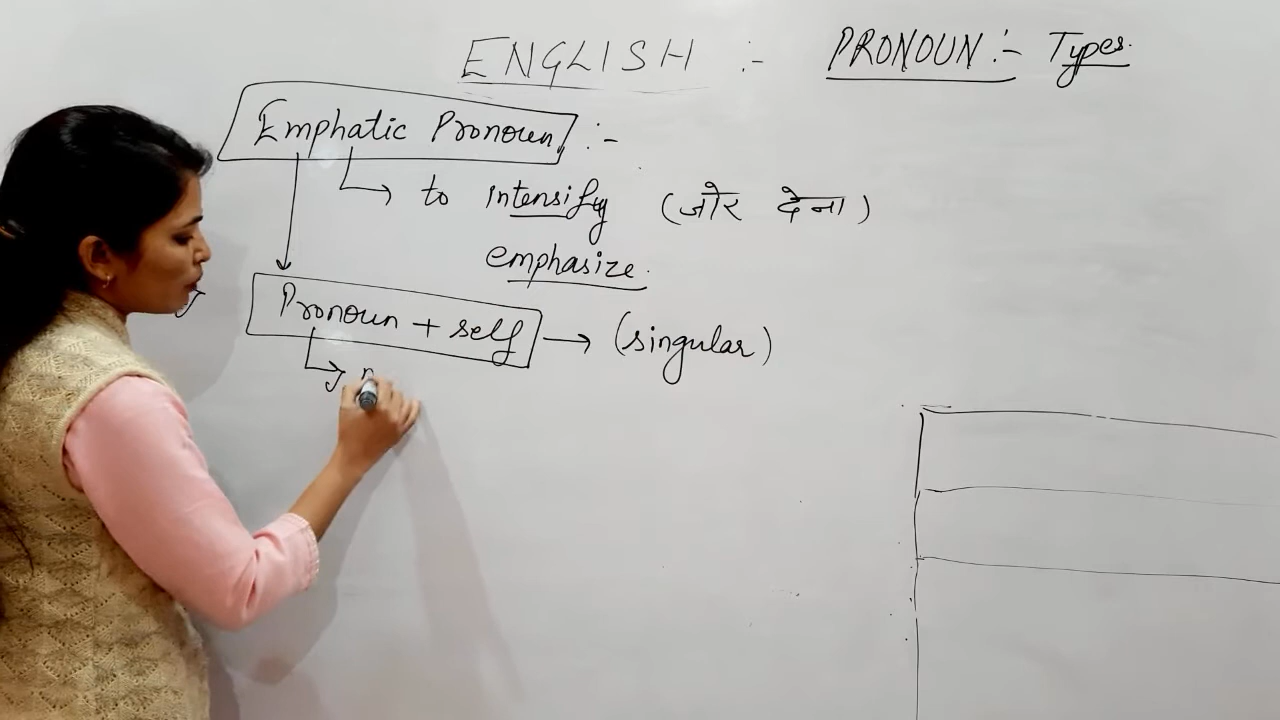 ENGLISH :- PRONOUN :- Types.
Emphatic Pronoun :-
to intensify (जोर देना)
emphasize.
Pronoun + self → (singular)